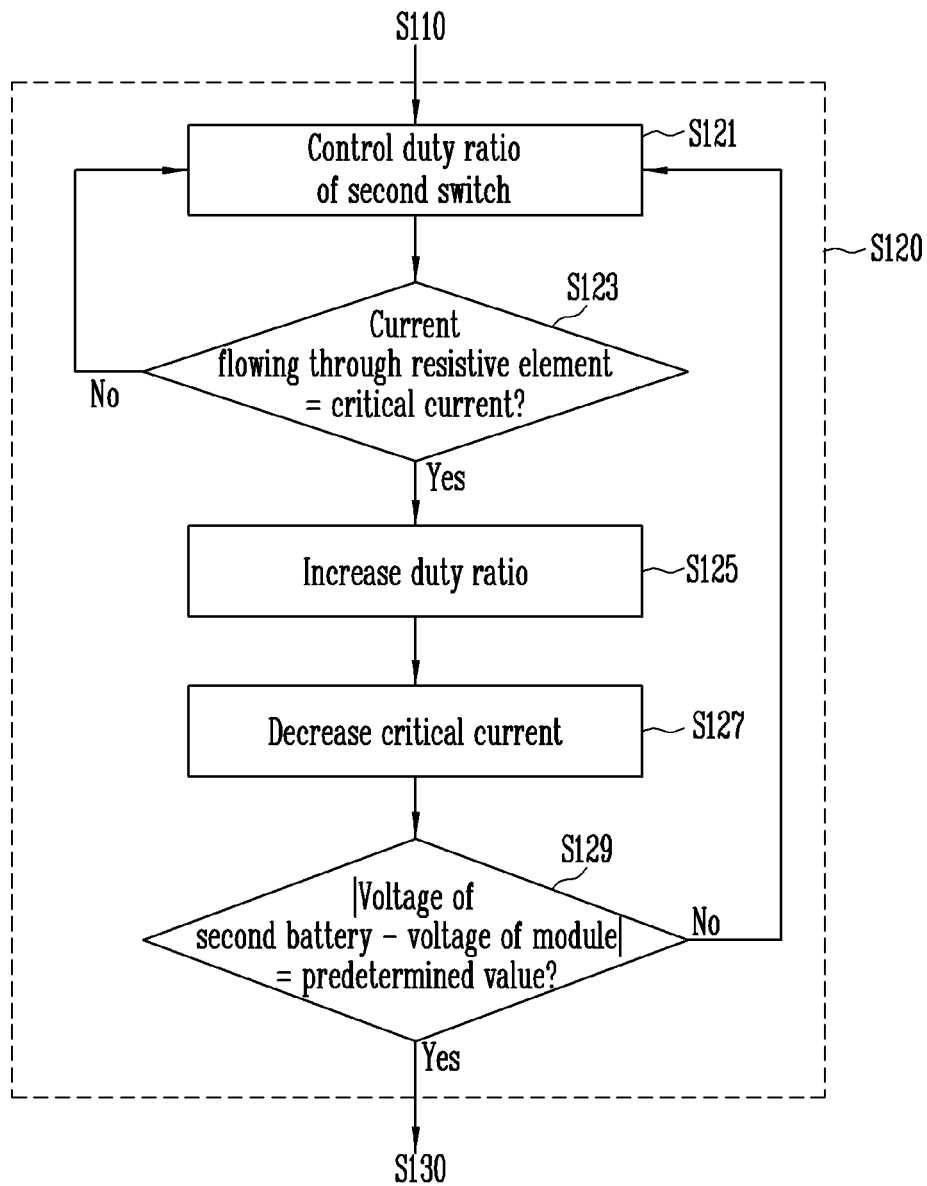 S110
Control duty ratio
of second switch
S121
S120
S123
Current
flowing through resistive element
= critical current?
No
Yes
Increase duty ratio
S125
Decrease critical current
S127
S129
|Voltage of
second battery - voltage of module|
= predetermined value?
No
Yes
S130